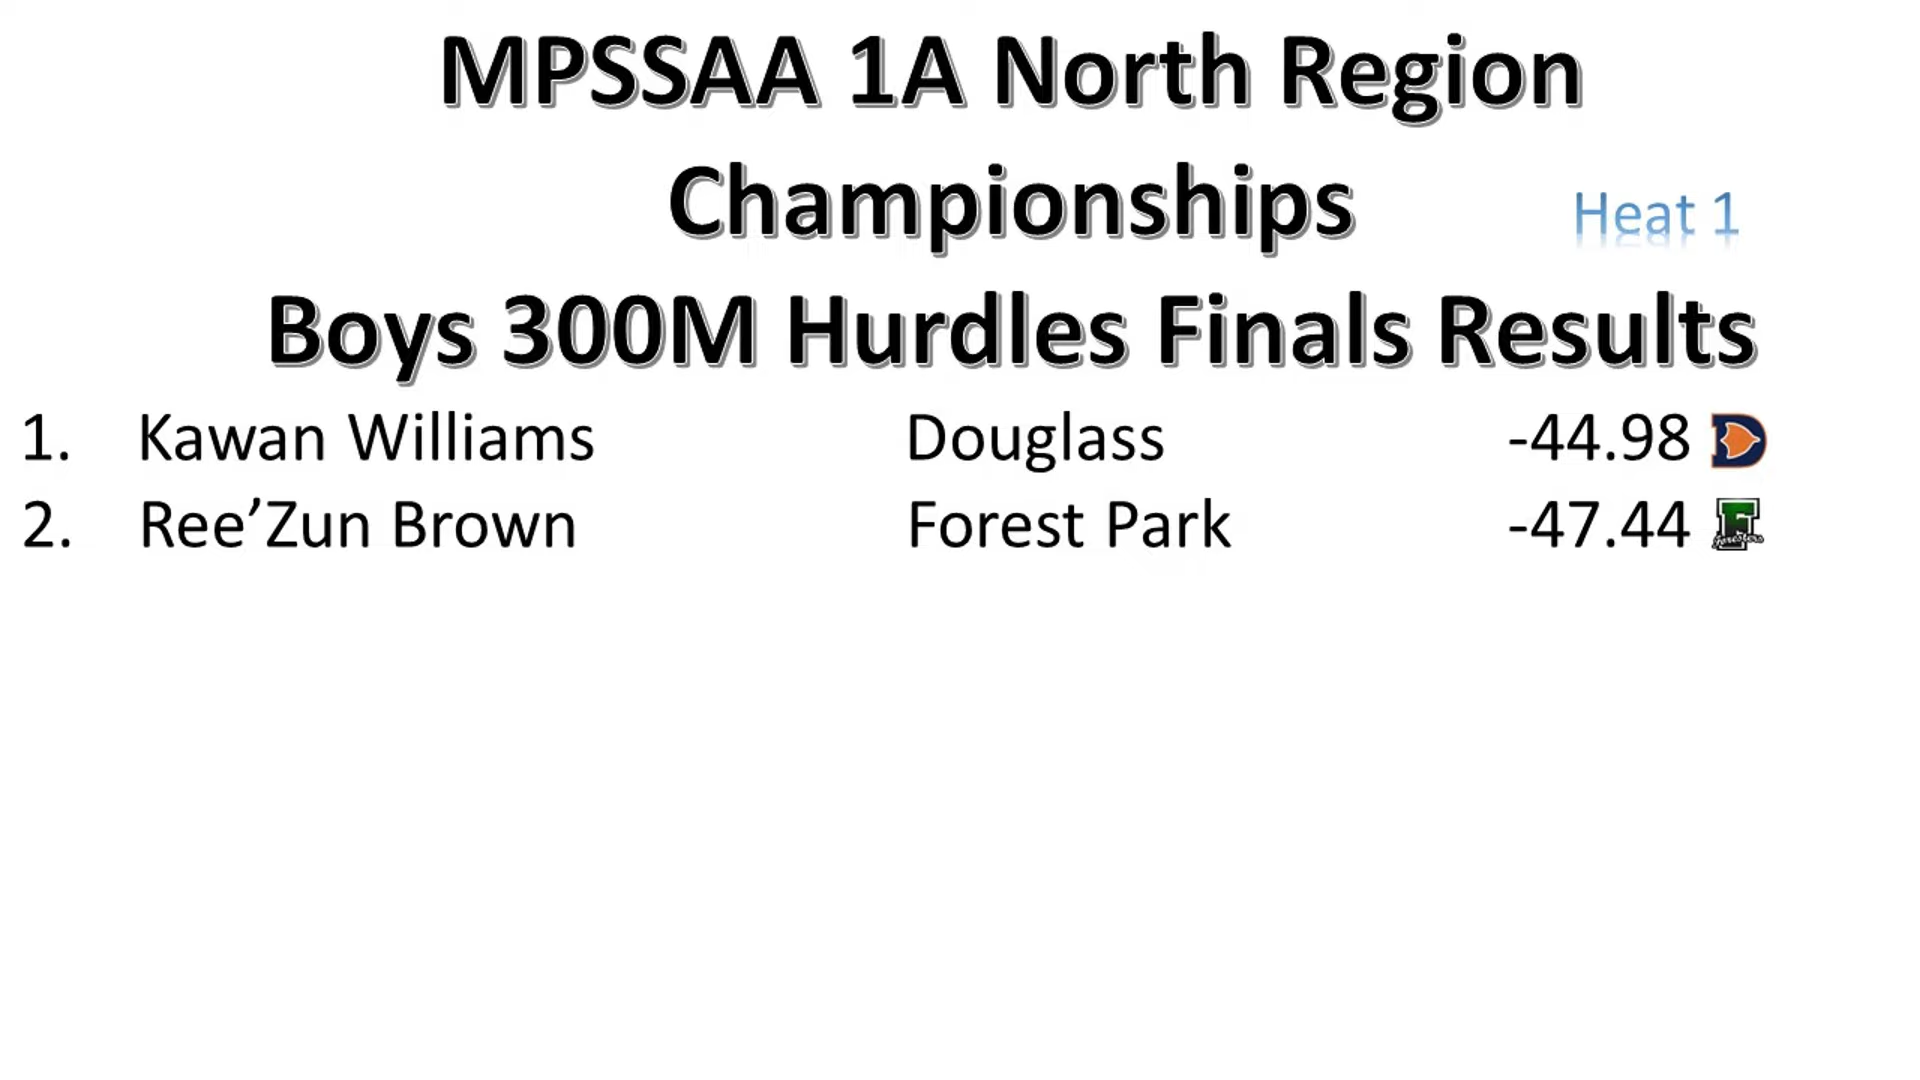 MPSSAA 1A North Region
Championships
Heat 1
Boys 300M Hurdles Finals Results
1. Kawan Williams Douglass -44.98 D
2. Ree’Zun Brown Forest Park -47.44 F Foresters